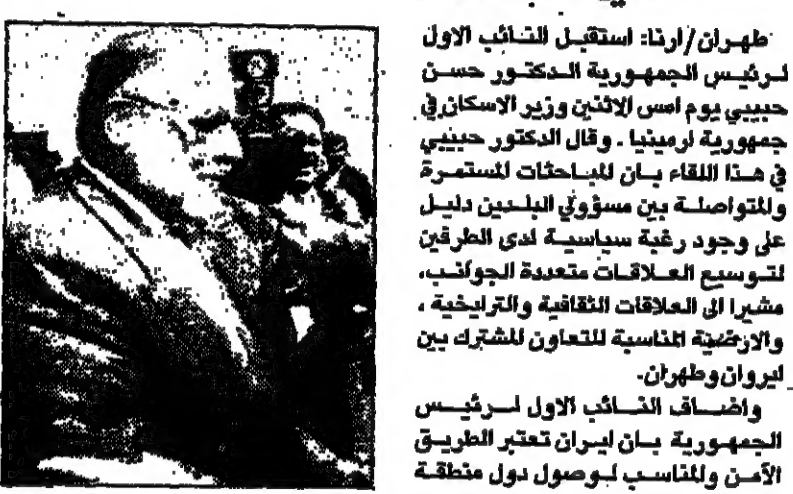 طهران/ارنا: استقبل النائب الاول
لرئيس الجمهورية الدكتور حسن
حبيبي يوم امس الاثنين وزير الاسكان في
جمهورية ارمينيا . وقال الدكتور حبيبي
في هذا اللقاء بان المباحثات المستمرة
والمتواصلة بين مسؤولي البلدين دليل
على وجود رغبة سياسية لدى الطرفين
لتوسيع العلاقات متعددة الجوانب،
مشيرا الى العلاقات الثقافية والتراىخية ،
والارضية المناسبة للتعاون المشترك بين
ايروان وطهران.
واضاف النائب الاول لرئيس
الجمهورية بان ايران تعتبر الطريق
الآمن والمناسب لوصول دول منطقة